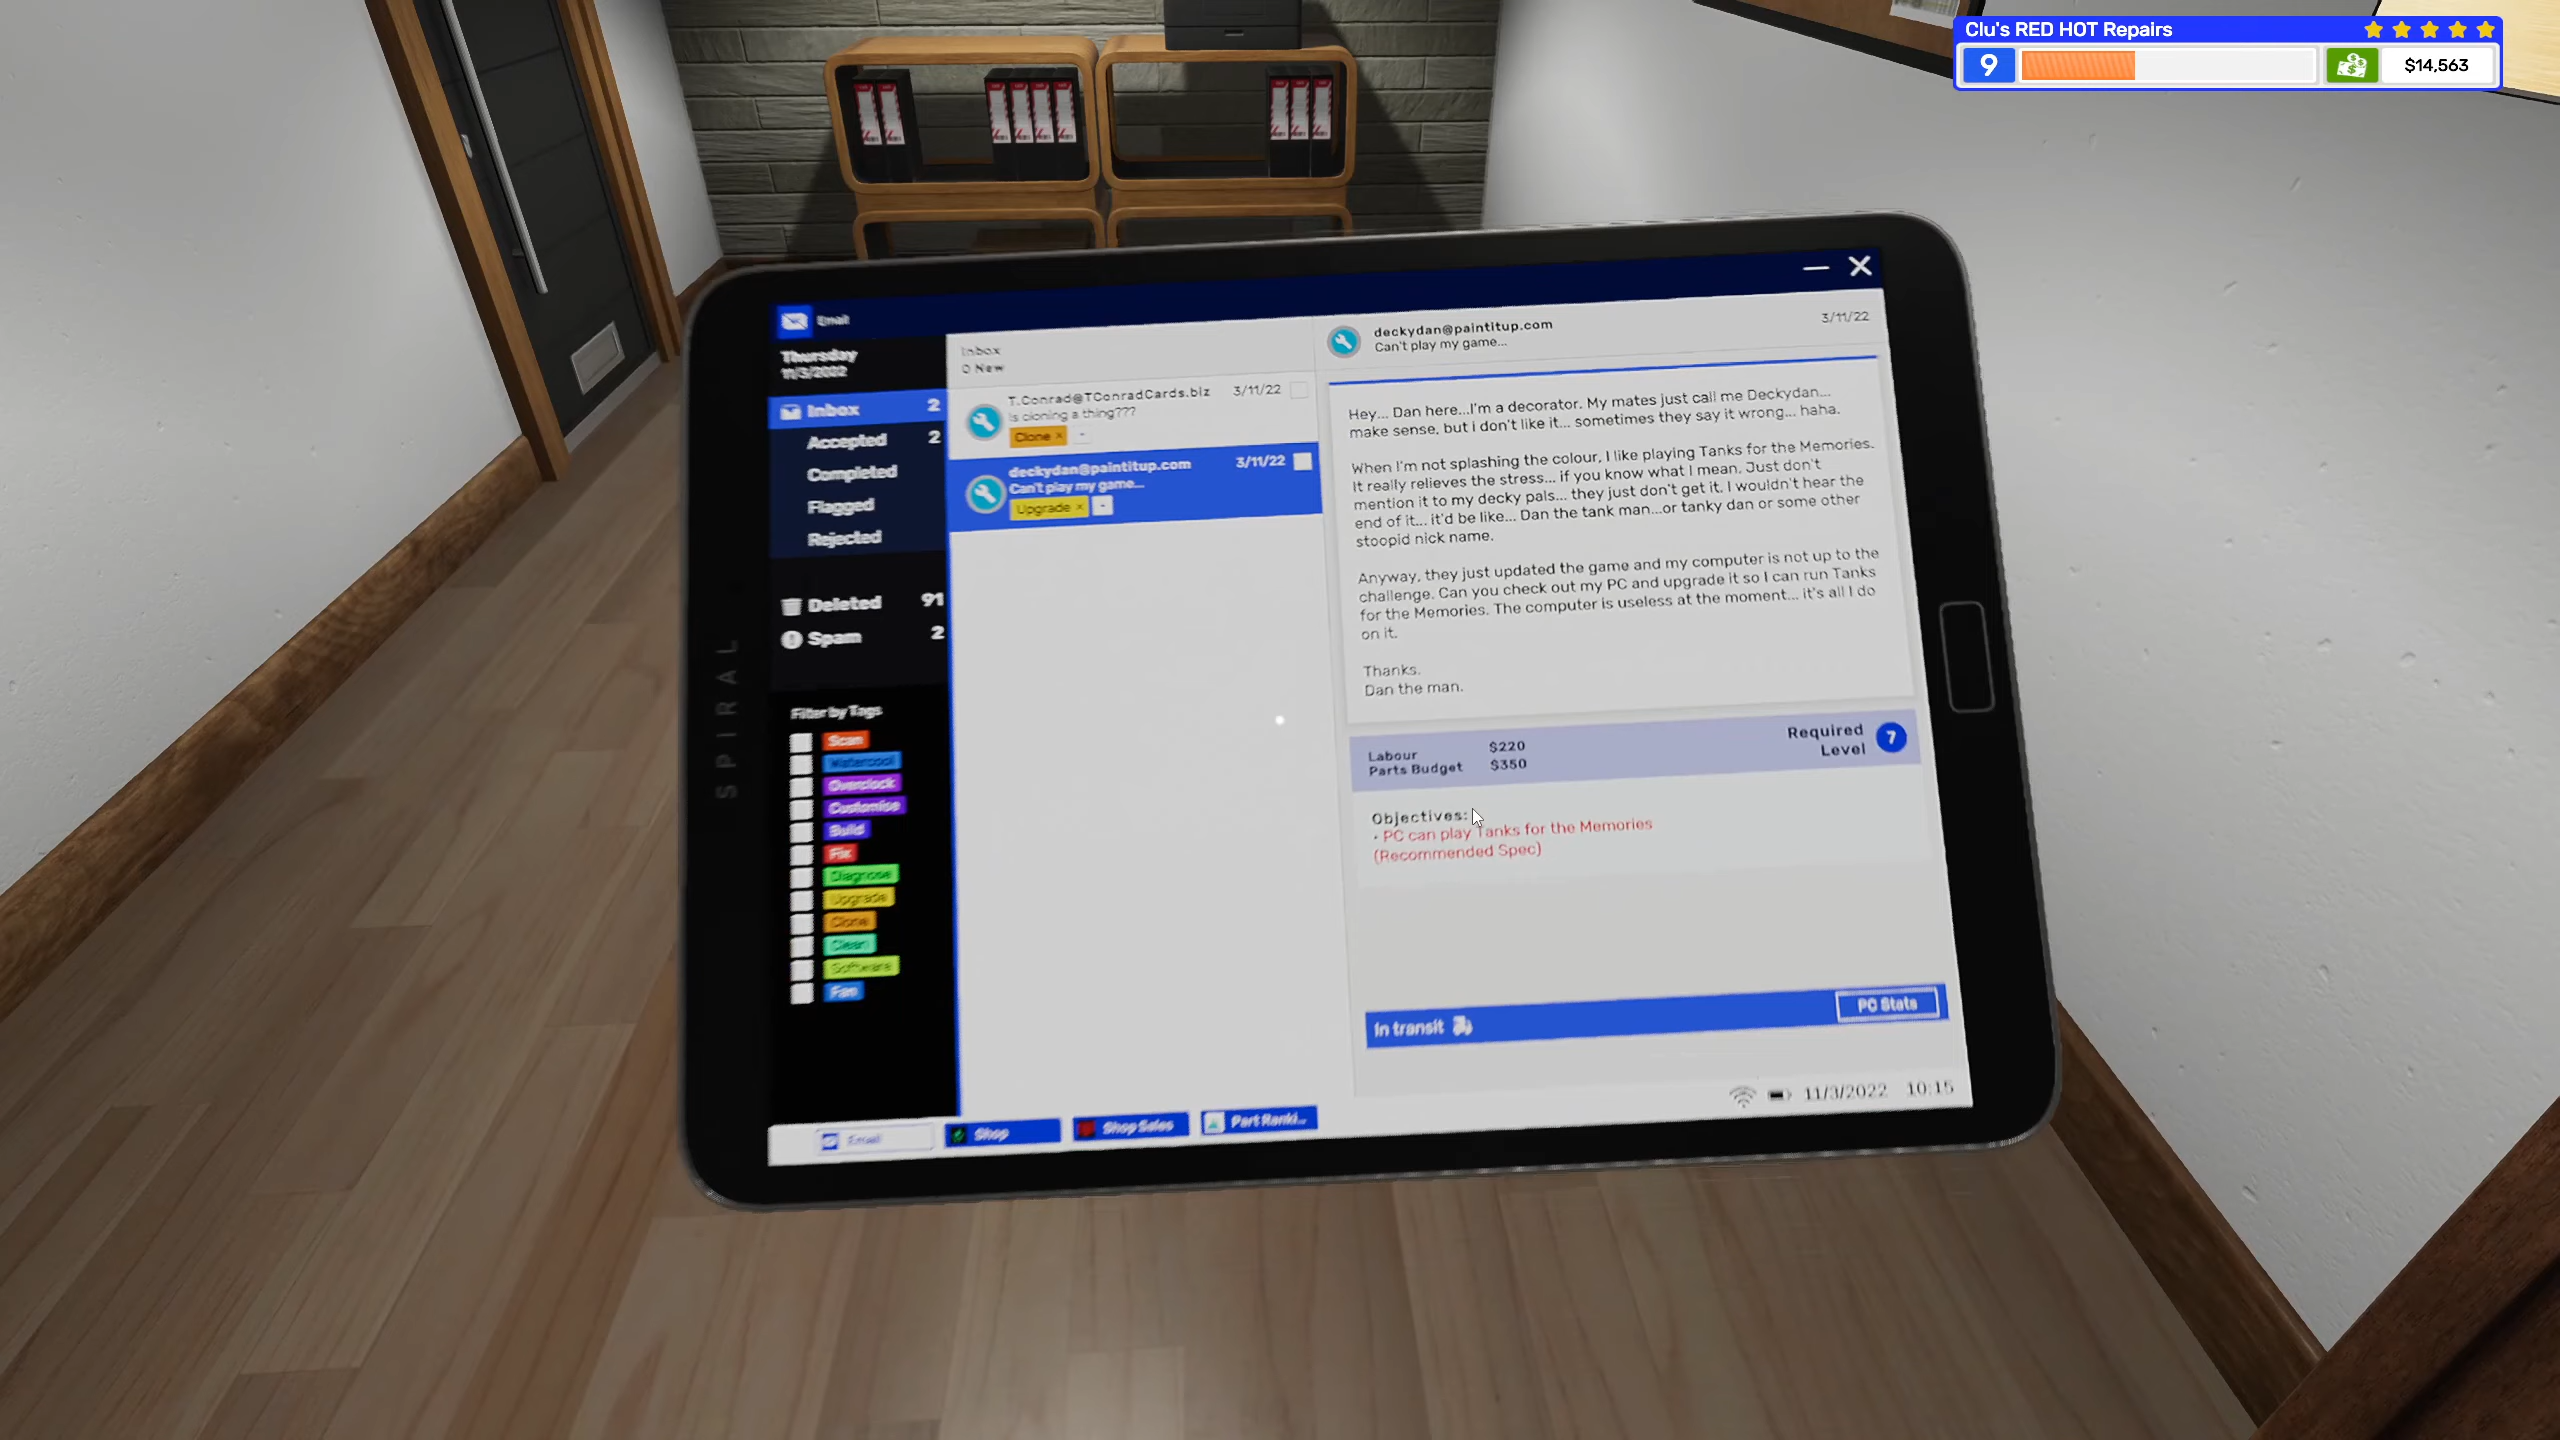 Clu's RED HOT Repairs
9
$14,563
Email
Thursday
11/3/2022
Inbox 2
Accepted 2
Completed
Flagged
Rejected
Deleted 91
Spam 2
Filter by Tags
Scan
Watercool
Overclock
Customise
Build
Fix
Diagnose
Upgrade
Clone
Clean
Software
Fan
Inbox
0 New
T.Conrad@TConradCards.biz 3/11/22
Is cloning a thing???
Clone ×
deckydan@paintitup.com 3/11/22
Can't play my game...
Upgrade ×
deckydan@paintitup.com 3/11/22
Can't play my game...
Hey... Dan here...I'm a decorator. My mates just call me Deckydan...
make sense, but i don't like it... sometimes they say it wrong... haha.
When I'm not splashing the colour, I like playing Tanks for the Memories.
It really relieves the stress... if you know what I mean. Just don't
mention it to my decky pals... they just don't get it. I wouldn't hear the
end of it... it'd be like... Dan the tank man...or tanky dan or some other
stoopid nick name.
Anyway, they just updated the game and my computer is not up to the
challenge. Can you check out my PC and upgrade it so I can run Tanks
for the Memories. The computer is useless at the moment... it's all I do
on it.
Thanks.
Dan the man.
Labour $220
Parts Budget $350
Required
Level 7
Objectives:
• PC can play Tanks for the Memories
(Recommended Spec)
In transit
PC Stats
11/3/2022 10:15
Email
Shop
Shop Sales
Part Ranki...
SPIRAL